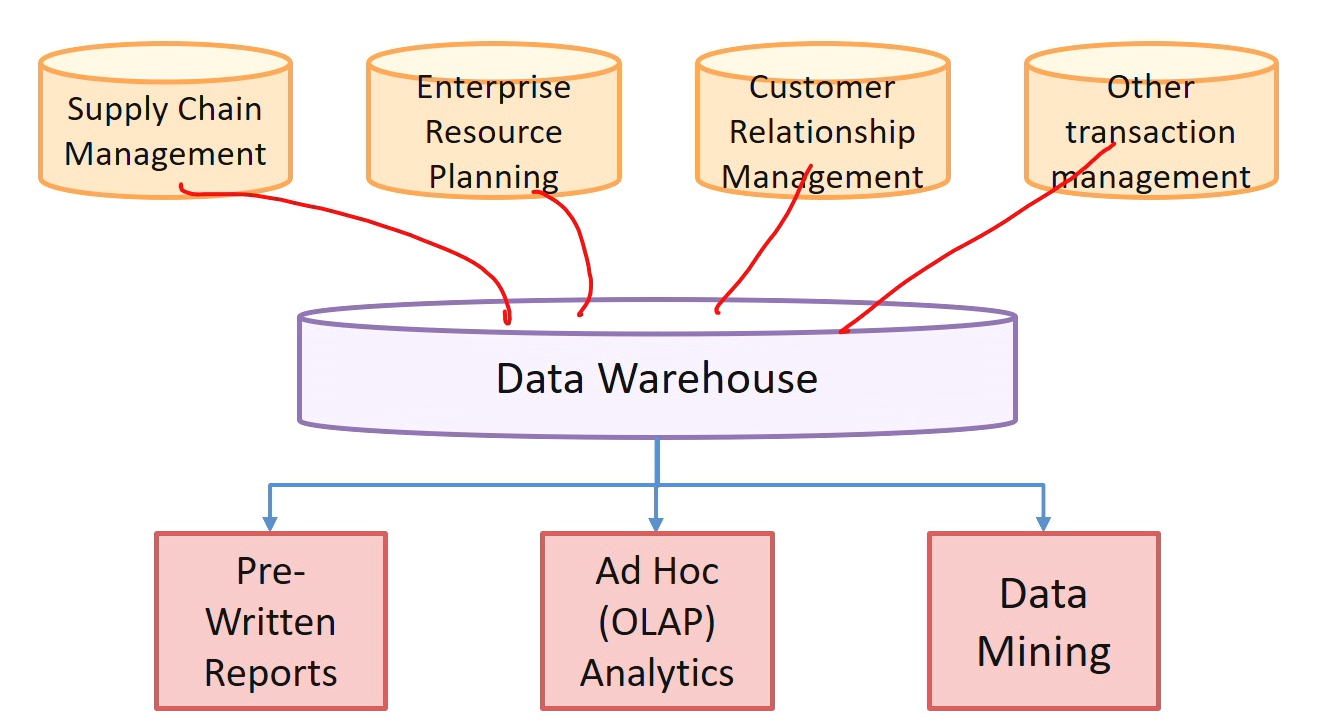 Supply Chain
Management
Enterprise
Resource
Planning
Customer
Relationship
Management
Other
transaction
management
Data Warehouse
Pre-
Written
Reports
Ad Hoc
(OLAP)
Analytics
Data
Mining